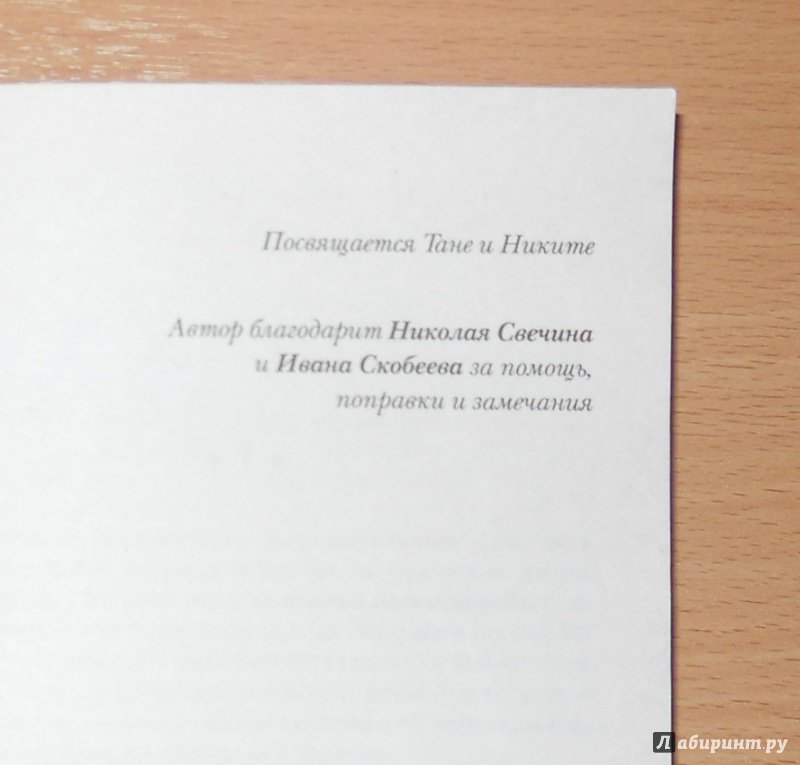 Посвящается Тане и Никите
Автор благодарит Николая Свечина
и Ивана Скобеева за помощь,
поправки и замечания
Лабиринт.ру